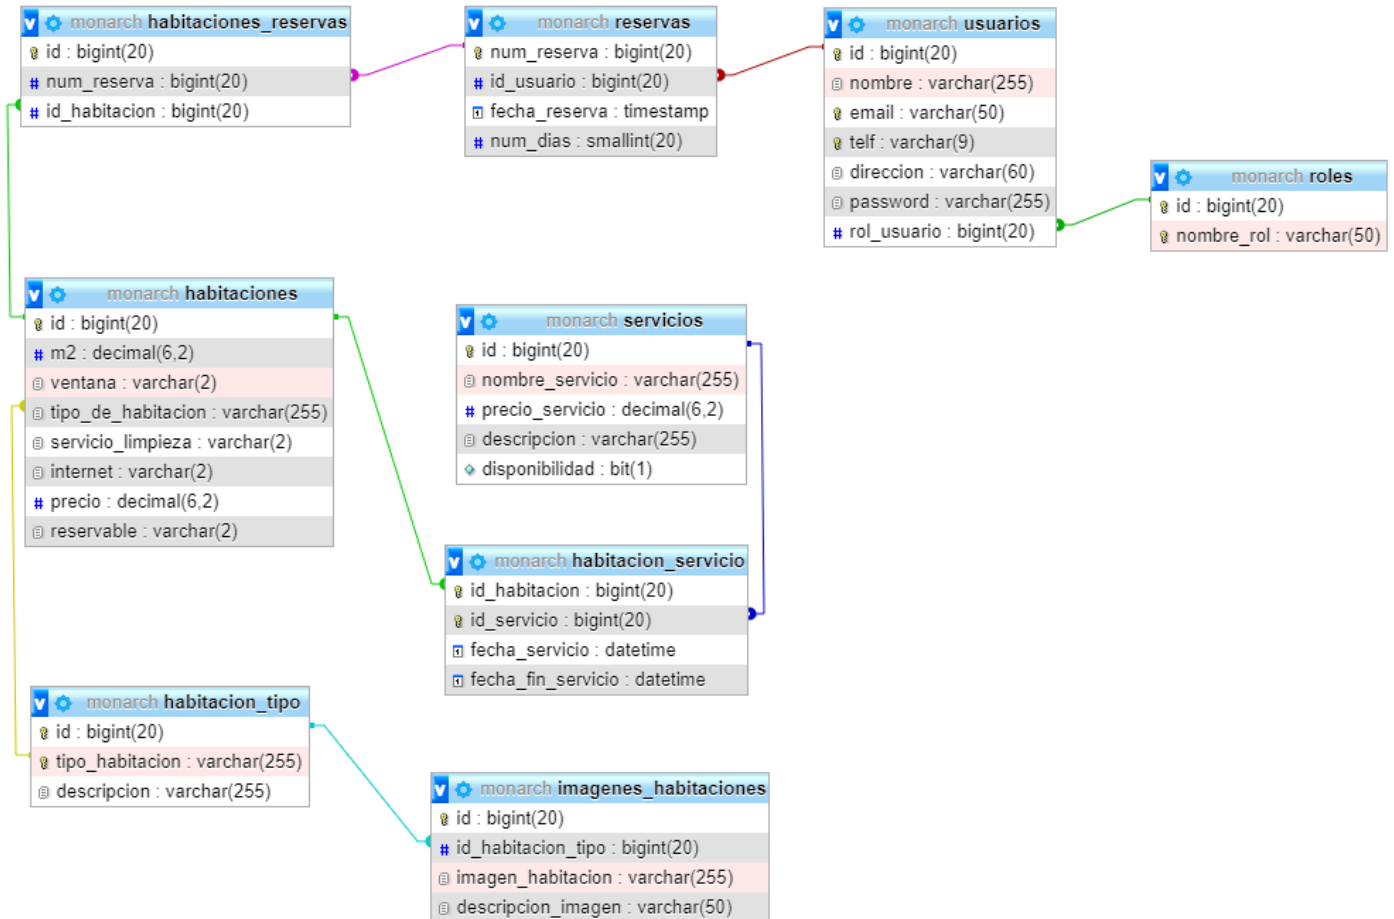 monarch habitaciones_reservas
id : bigint(20)
num_reserva : bigint(20)
id_habitacion : bigint(20)
monarch reservas
num_reserva : bigint(20)
id_usuario : bigint(20)
fecha_reserva : timestamp
num_dias : smallint(20)
monarch usuarios
id : bigint(20)
nombre : varchar(255)
email : varchar(50)
telf : varchar(9)
direccion : varchar(60)
password : varchar(255)
rol_usuario : bigint(20)
monarch roles
id : bigint(20)
nombre_rol : varchar(50)
monarch habitaciones
id : bigint(20)
m2 : decimal(6,2)
ventana : varchar(2)
tipo_de_habitacion : varchar(255)
servicio_limpieza : varchar(2)
internet : varchar(2)
precio : decimal(6,2)
reservable : varchar(2)
monarch servicios
id : bigint(20)
nombre_servicio : varchar(255)
precio_servicio : decimal(6,2)
descripcion : varchar(255)
disponibilidad : bit(1)
monarch habitacion_servicio
id_habitacion : bigint(20)
id_servicio : bigint(20)
fecha_servicio : datetime
fecha_fin_servicio : datetime
monarch habitacion_tipo
id : bigint(20)
tipo_habitacion : varchar(255)
descripcion : varchar(255)
monarch imagenes_habitaciones
id : bigint(20)
id_habitacion_tipo : bigint(20)
imagen_habitacion : varchar(255)
descripcion_imagen : varchar(50)